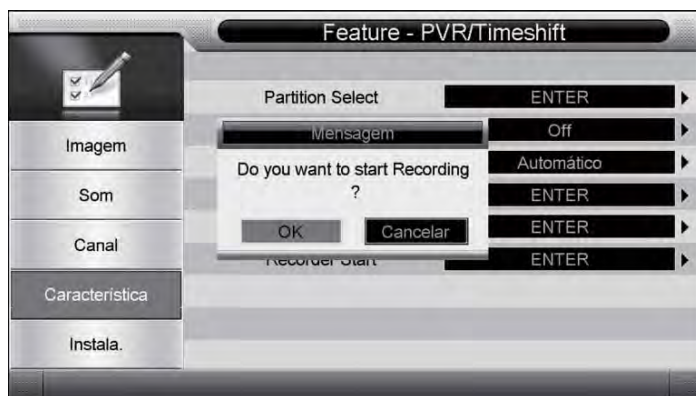 Feature - PVR/Timeshift
Partition Select ENTER
Off
Automático
ENTER
ENTER
Recorder Start ENTER
Mensagem
Do you want to start Recording
?
OK Cancelar
Imagem
Som
Canal
Característica
Instala.